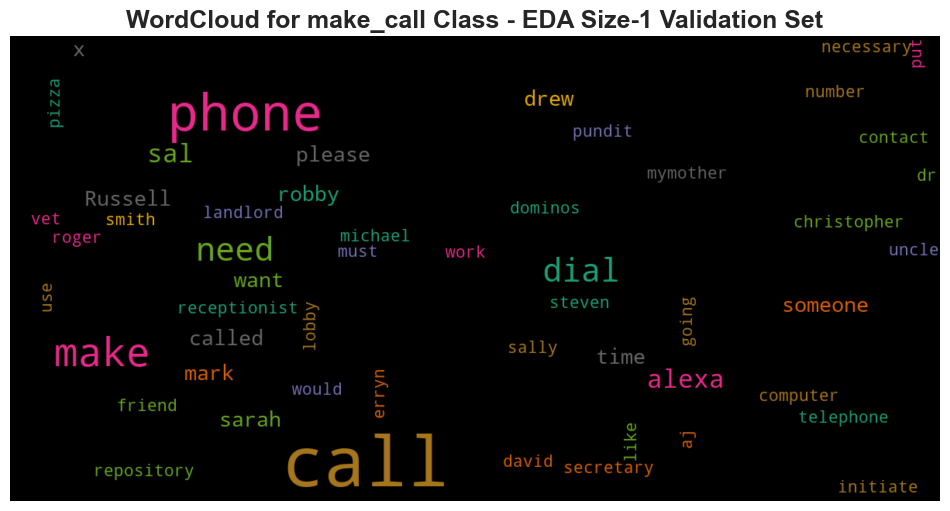 WordCloud for make_call Class - EDA Size-1 Validation Set
x
necessary
put
pizza
phone
drew
number
pundit
contact
sal
please
mymother
dr
Russell
robby
landlord
dominos
vet
smith
christopher
roger
michael
need
must
work
uncle
dial
want
use
receptionist
lobby
steven
going
someone
called
make
sally
time
mark
alexa
would
erryn
computer
friend
sarah
telephone
like
aj
call
david
secretary
repository
initiate